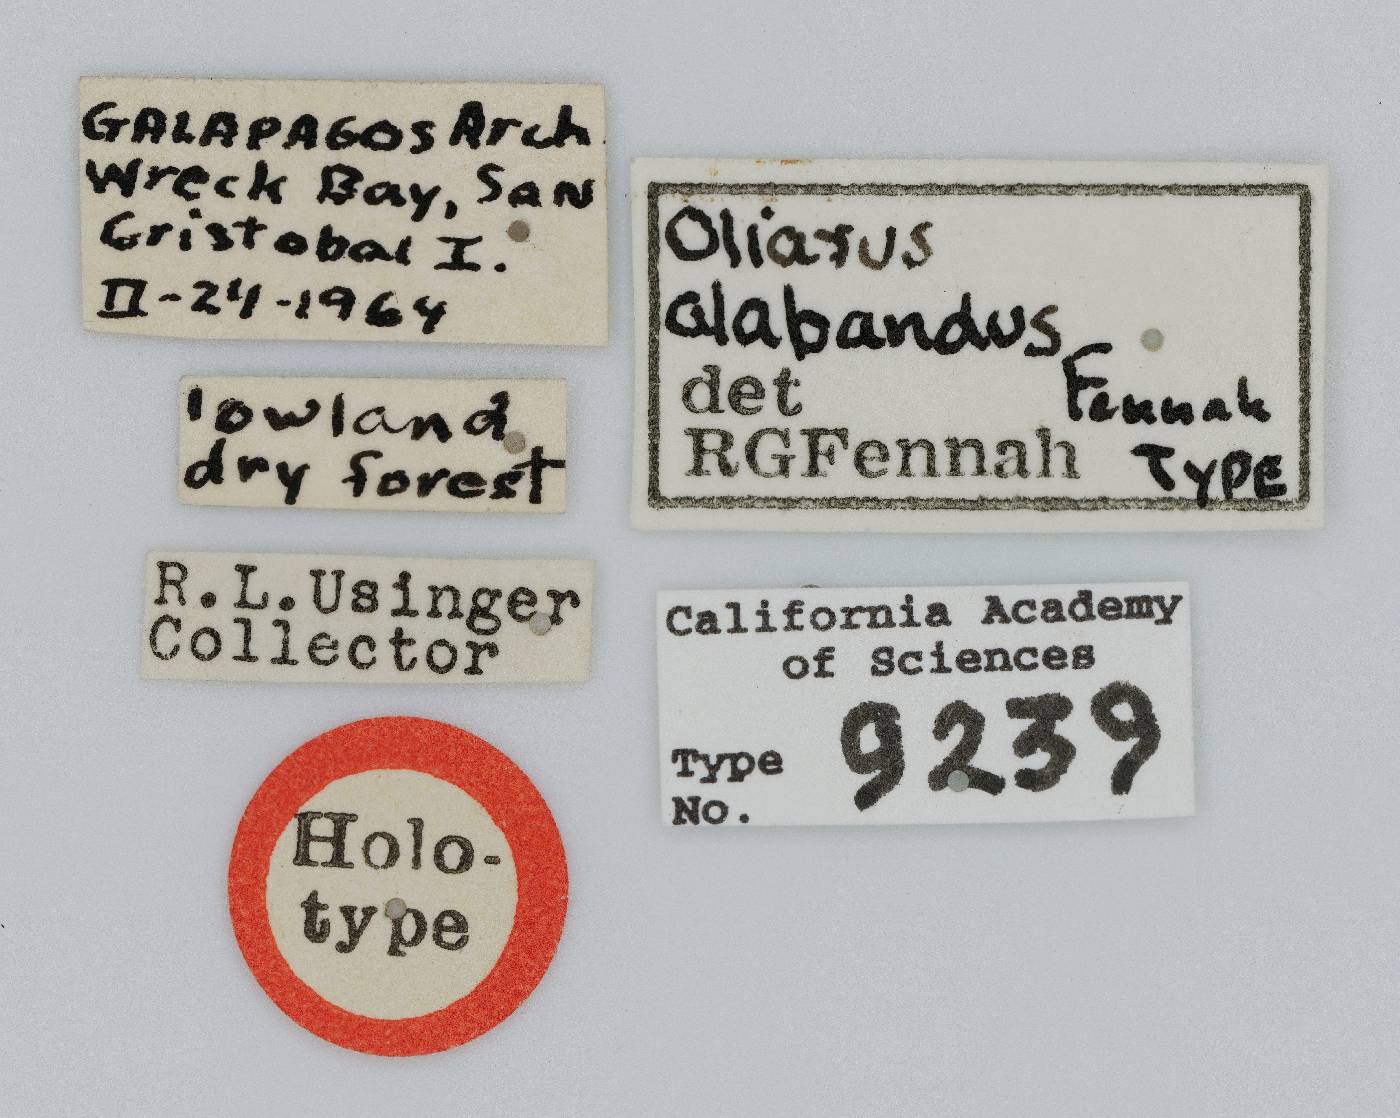 GALAPAGOS Arch
Wreck Bay, San
Cristobal I.
II-24-1964
lowland
dry forest
R.L.Usinger
Collector
Holo-
type
Oliarus
alabandus
Fennah
det
RGFennah
Type
California Academy
of Sciences
Type
No.
9239